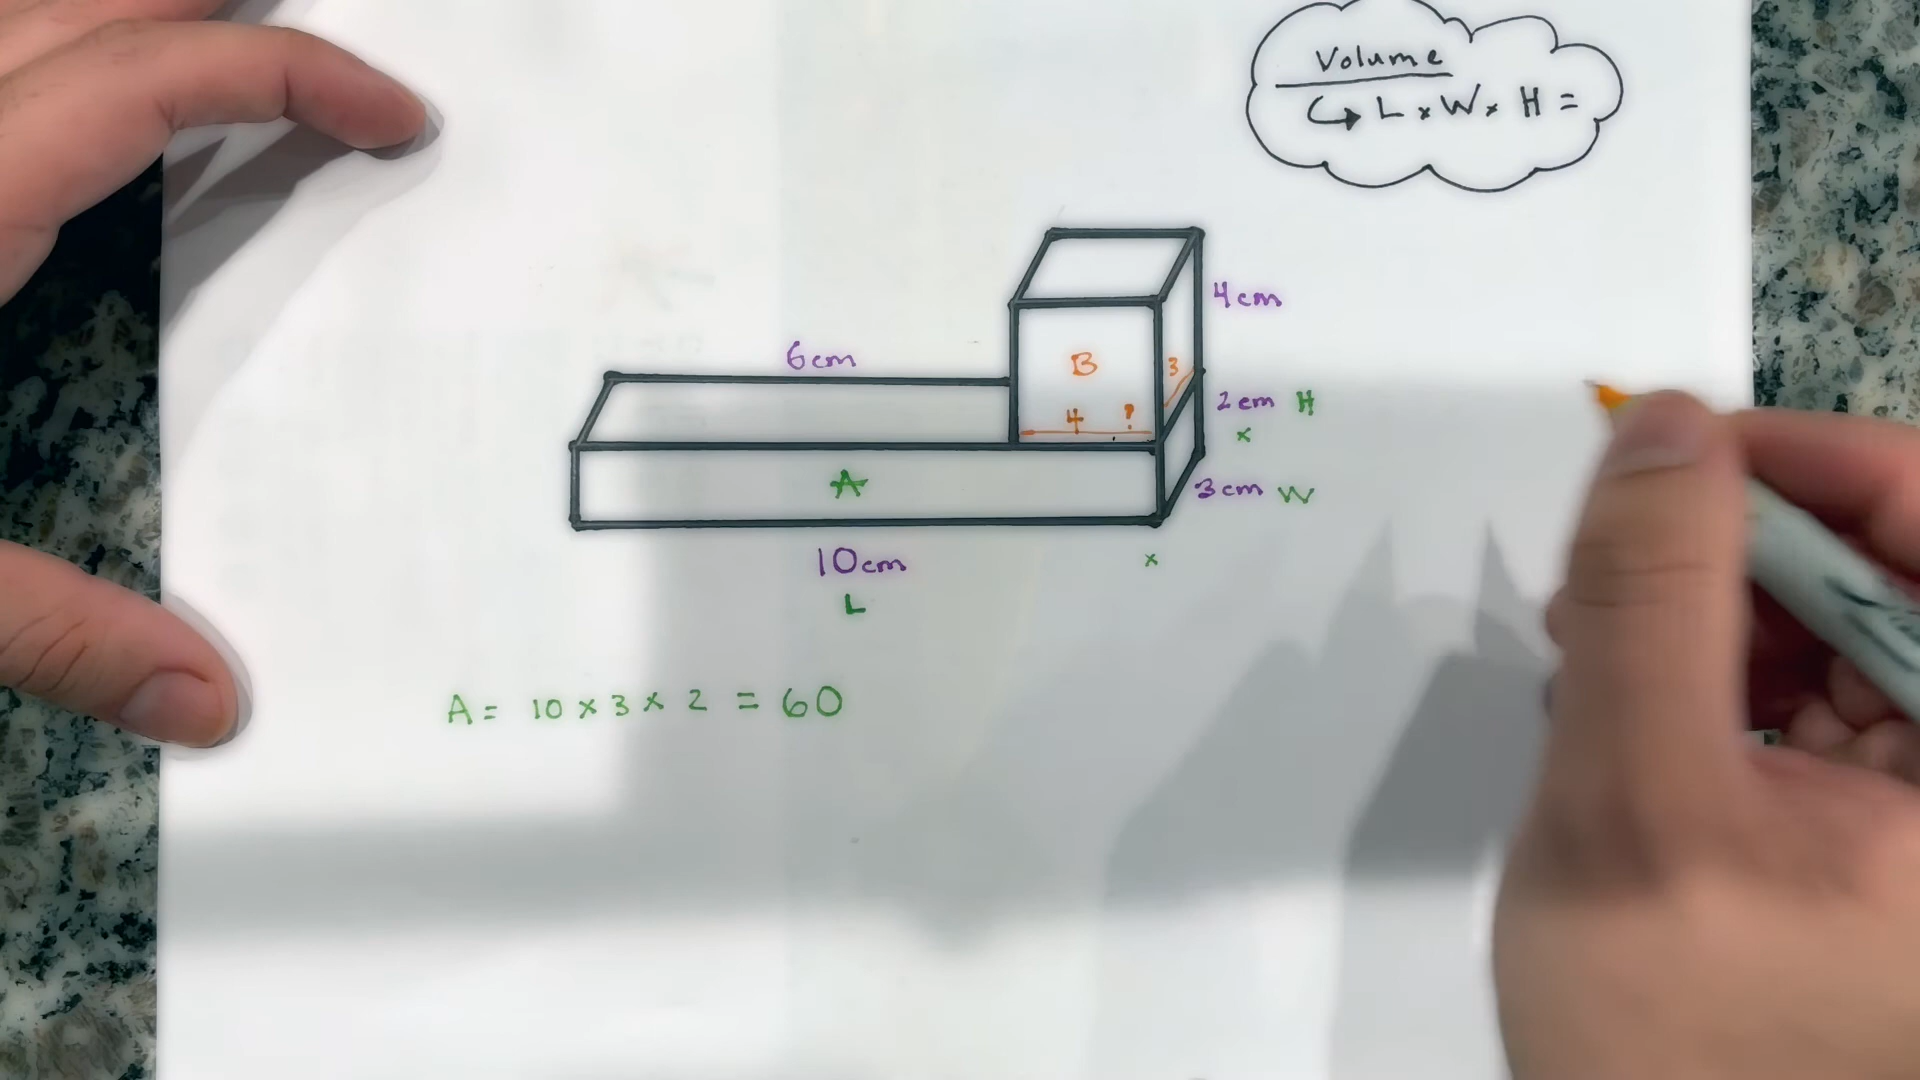 Volume
↳ L x W x H =
4cm
6cm
B
3
4 ?
2cm H
x
A
3cm W
10cm
x
L
A = 10 x 3 x 2 = 60